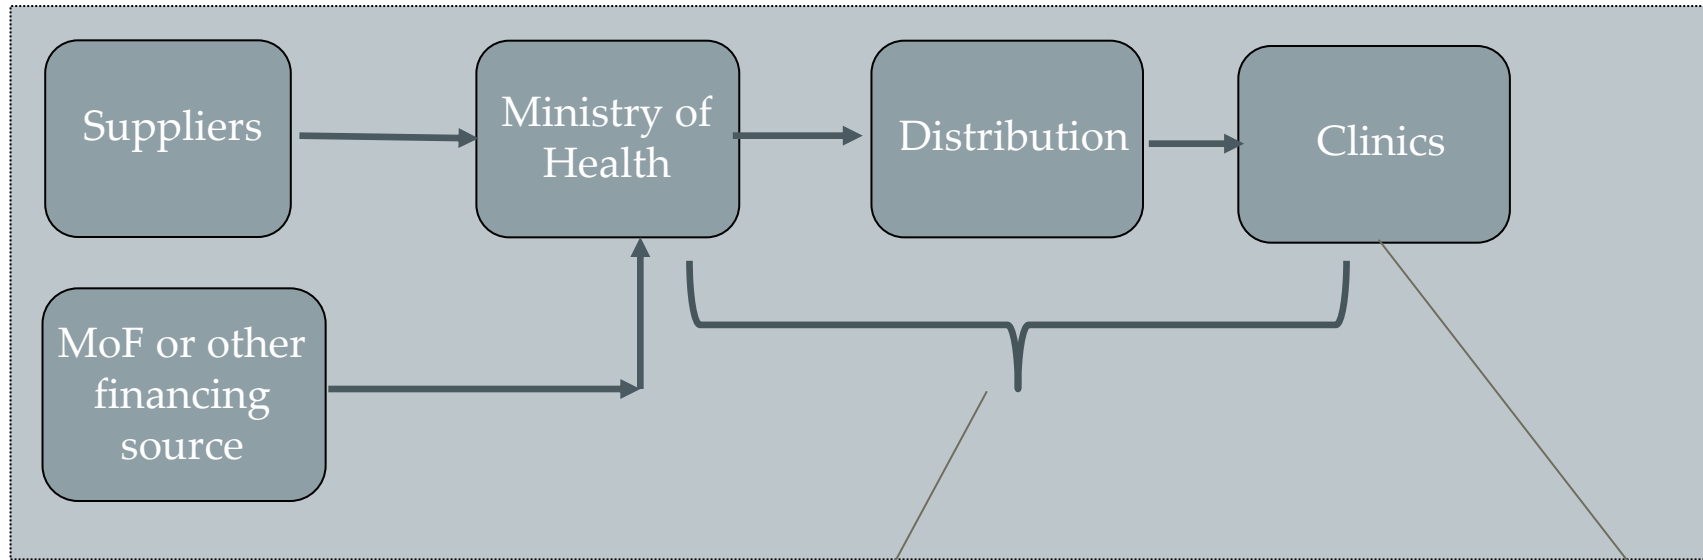 Suppliers
Ministry of
Health
Distribution
Clinics
MoF or other
financing
source